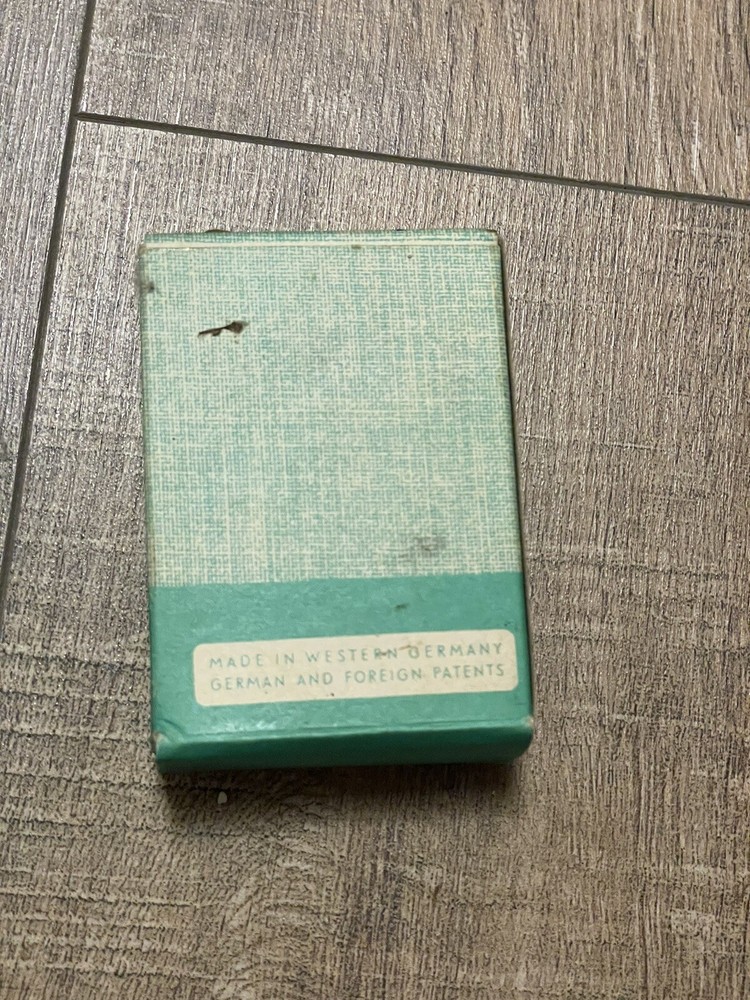 MADE IN WESTERN GERMANY
GERMAN AND FOREIGN PATENTS